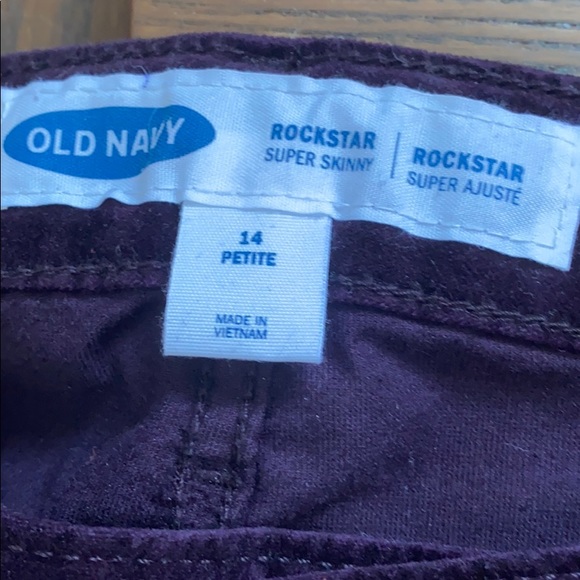 OLD NAVY
ROCKSTAR
SUPER SKINNY
ROCKSTAR
SUPER AJUSTÉ
14
PETITE
MADE IN
VIETNAM